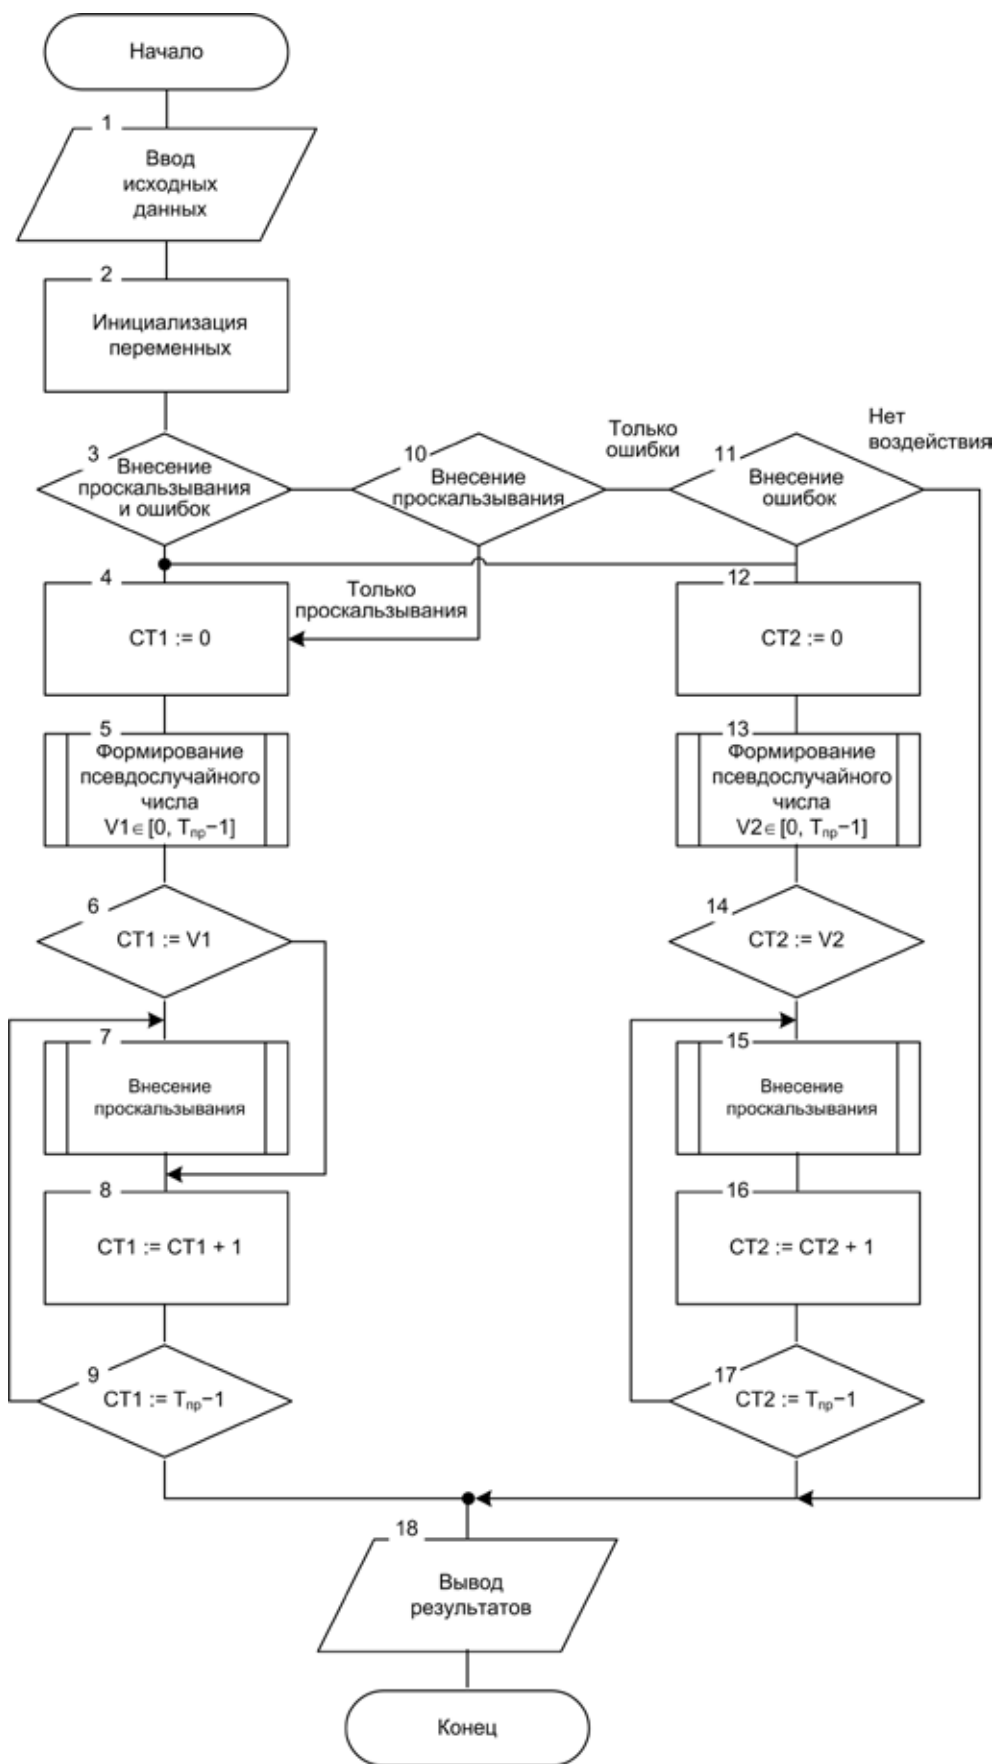 Начало
1
Ввод
исходных
данных
2
Инициализация
переменных
3
Внесение
проскальзывания
и ошибок
10
Внесение
проскальзывания
Только
ошибки
11
Внесение
ошибок
Нет
воздействия
4
CT1 := 0
Только
проскальзывания
12
CT2 := 0
5
Формирование
псевдослучайного
числа
V1∈[0, Tпр−1]
13
Формирование
псевдослучайного
числа
V2∈[0, Tпр−1]
6
CT1 := V1
14
CT2 := V2
7
Внесение
проскальзывания
15
Внесение
проскальзывания
8
CT1 := CT1 + 1
16
CT2 := CT2 + 1
9
CT1 := Tпр−1
17
CT2 := Tпр−1
18
Вывод
результатов
Конец